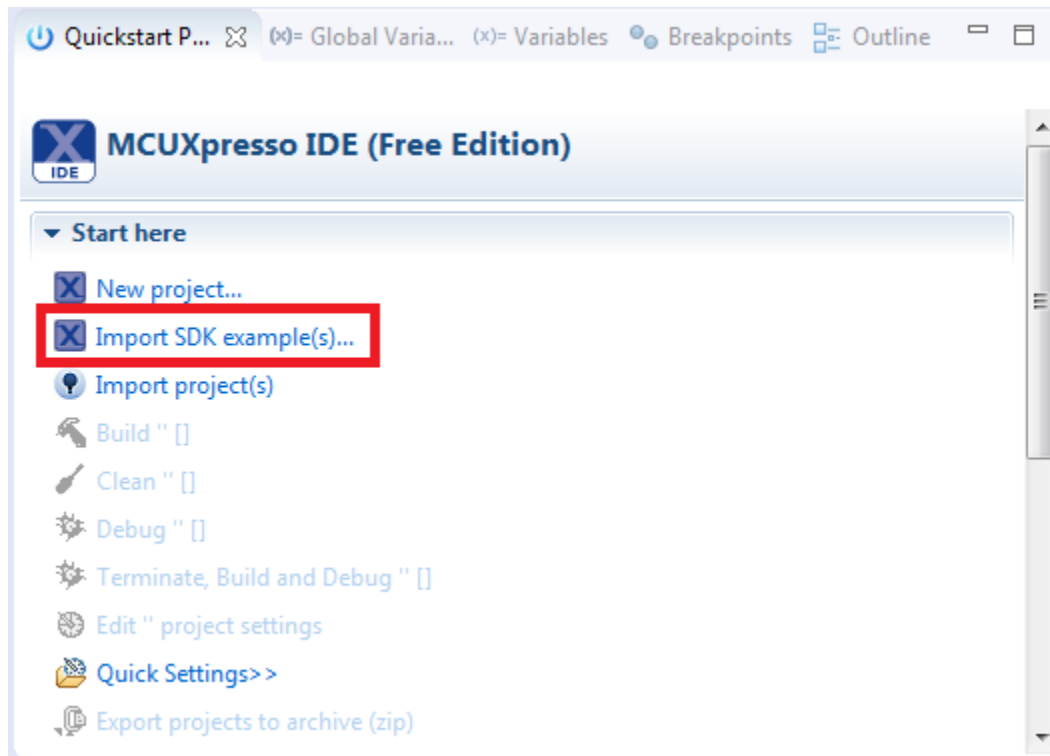 Quickstart P... (x)= Global Varia... (x)= Variables Breakpoints Outline
MCUXpresso IDE (Free Edition)
IDE
Start here
New project...
Import SDK example(s)...
Import project(s)
Build '' []
Clean '' []
Debug '' []
Terminate, Build and Debug '' []
Edit '' project settings
Quick Settings>>
Export projects to archive (zip)